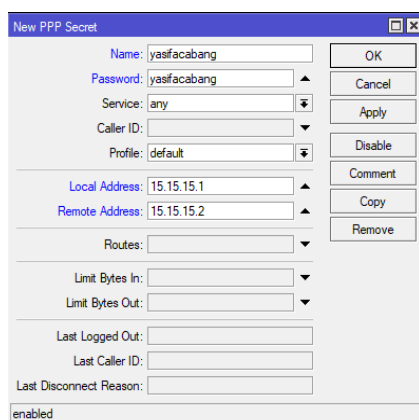 New PPP Secret
Name: yasifacabang
OK
Password: yasifacabang
Cancel
Service: any
Apply
Caller ID:
Profile: default
Disable
Comment
Local Address: 15.15.15.1
Copy
Remote Address: 15.15.15.2
Remove
Routes:
Limit Bytes In:
Limit Bytes Out:
Last Logged Out:
Last Caller ID:
Last Disconnect Reason:
enabled